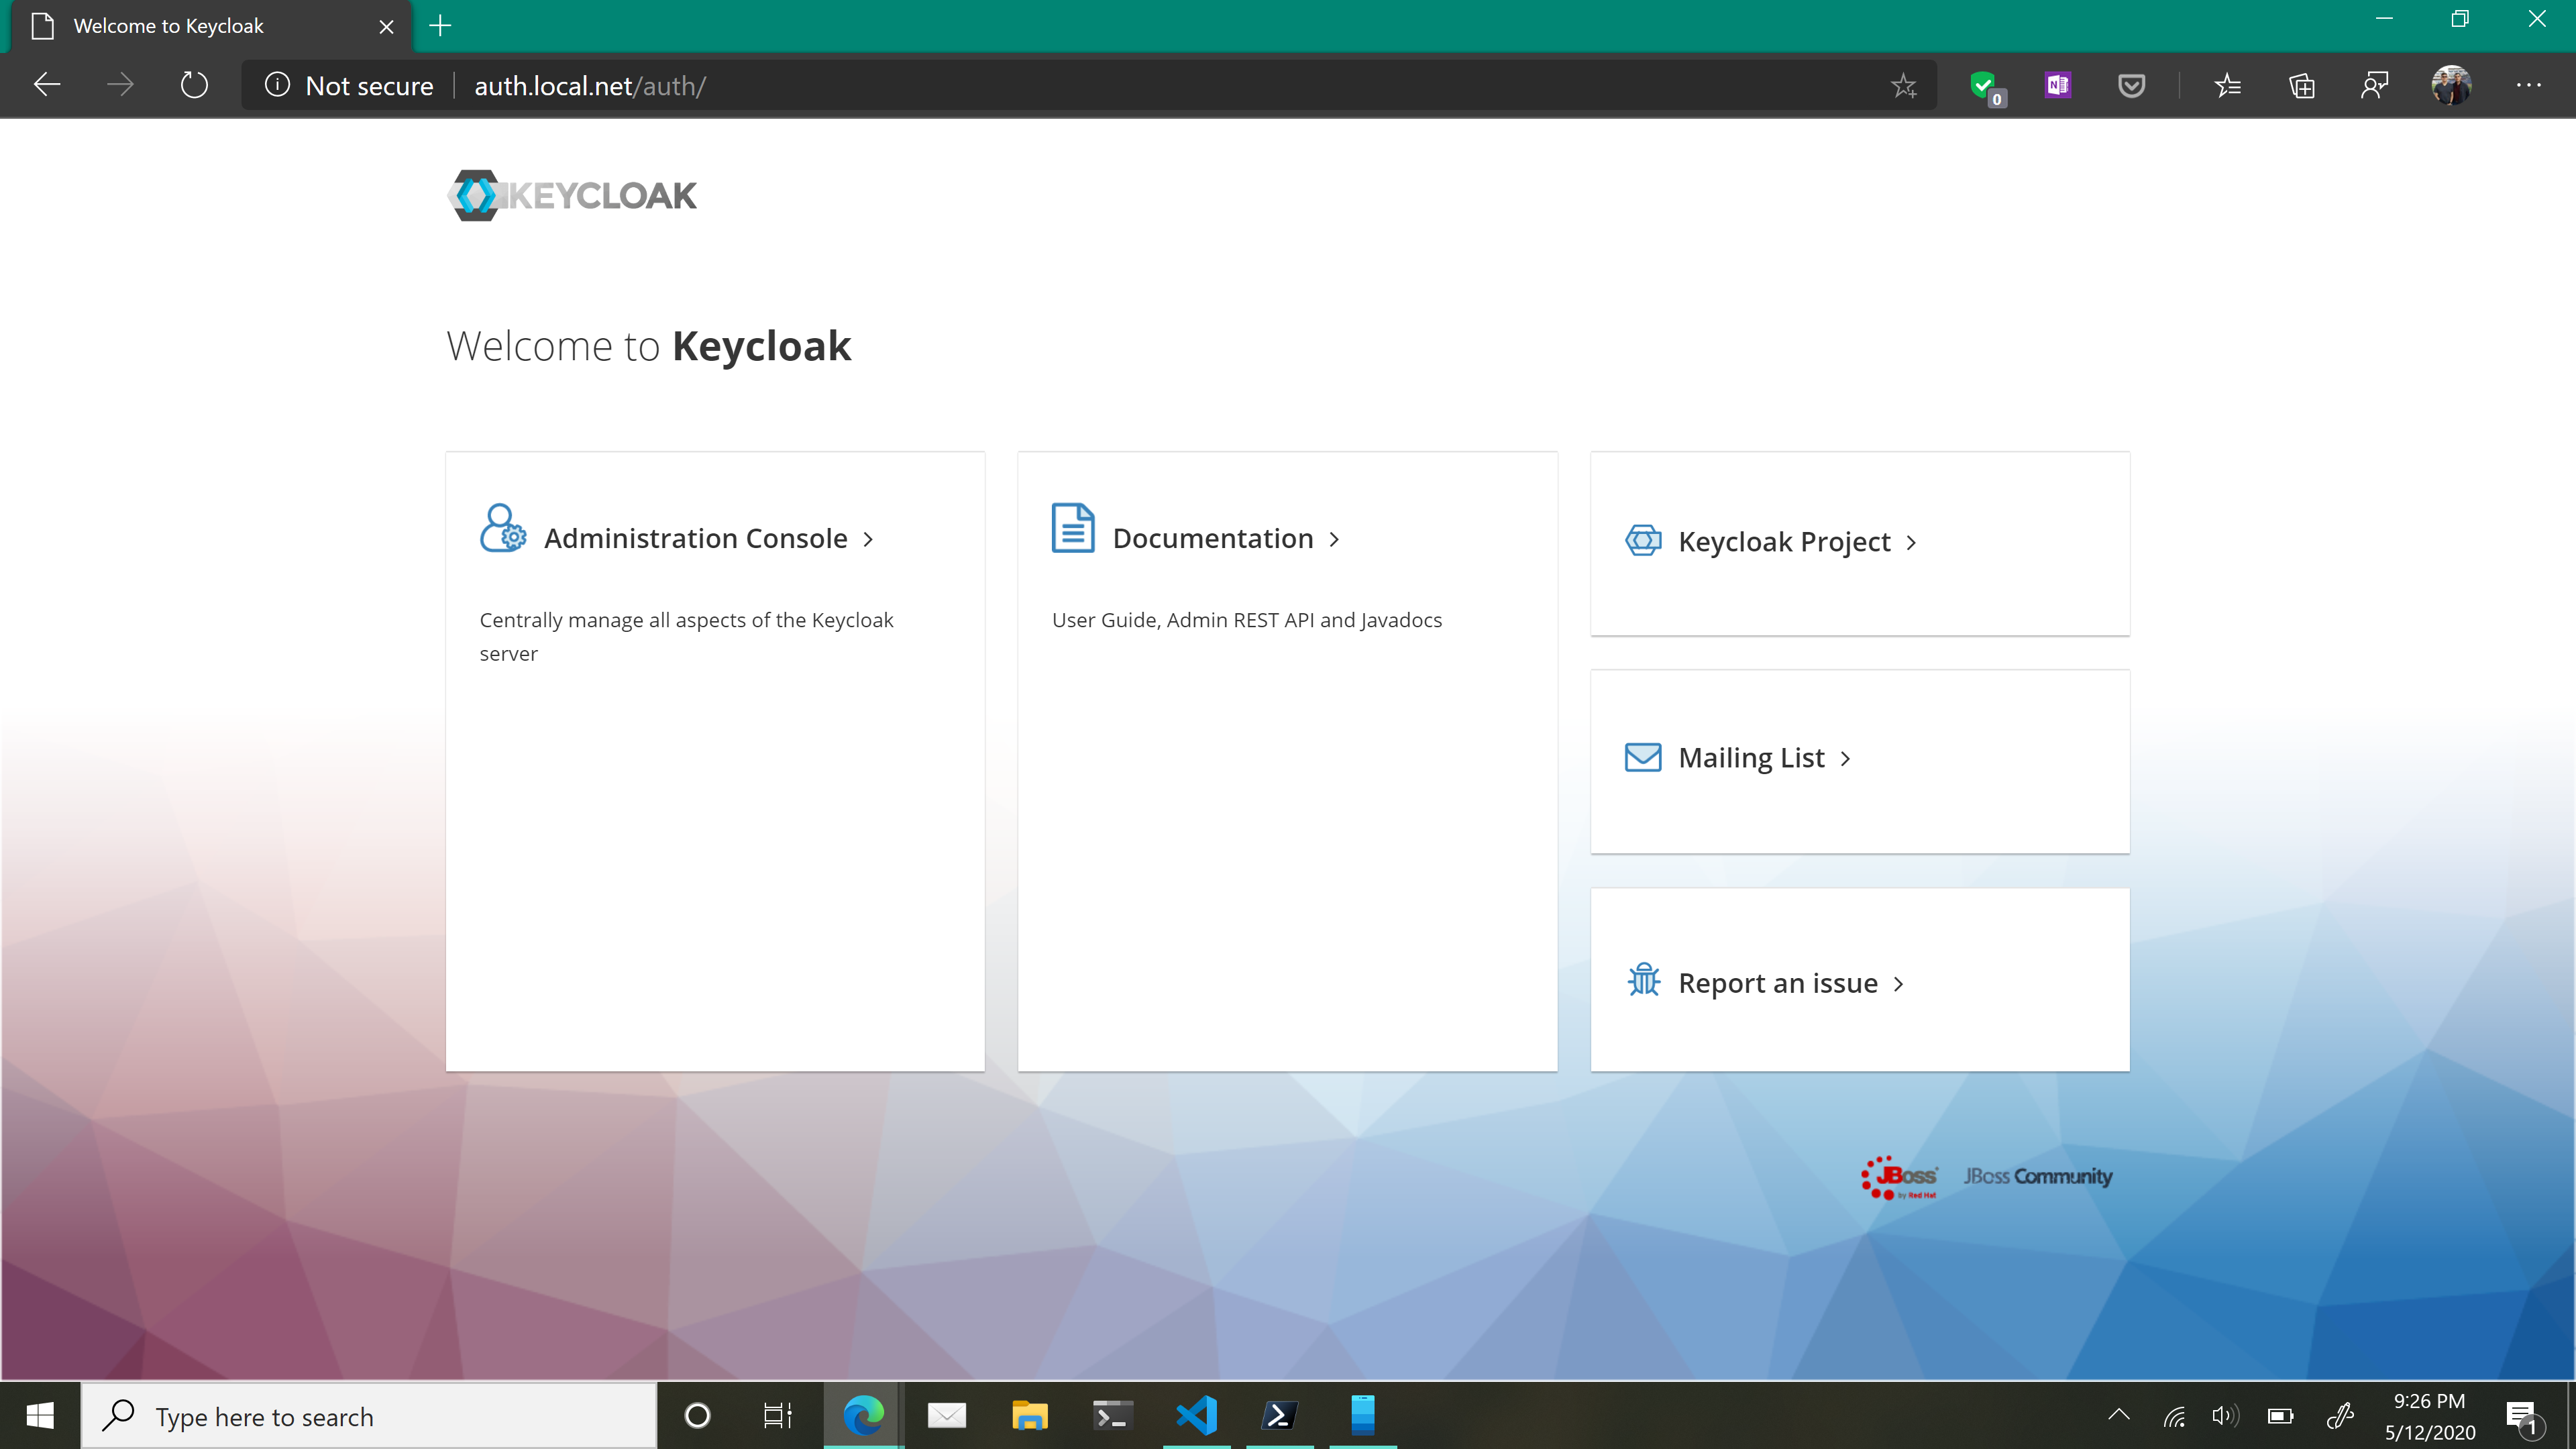 Welcome to Keycloak
Not secure
auth.local.net/auth/
0
N
KEYCLOAK
Welcome to Keycloak
Administration Console
Centrally manage all aspects of the Keycloak
server
Documentation
User Guide, Admin REST API and Javadocs
Keycloak Project
Mailing List
Report an issue
JBoss
by Red Hat
JBoss Community
Type here to search
9:26 PM
5/12/2020
1